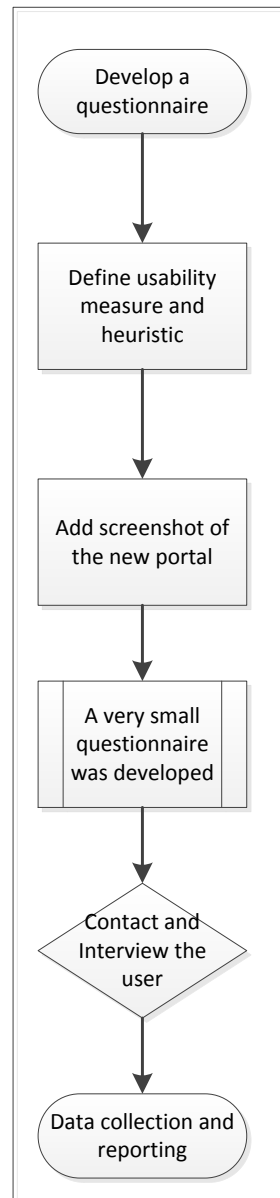 Develop a
questionnaire
Define usability
measure and
heuristic
Add screenshot of
the new portal
A very small
questionnaire
was developed
Contact and
Interview the
user
Data collection and
reporting